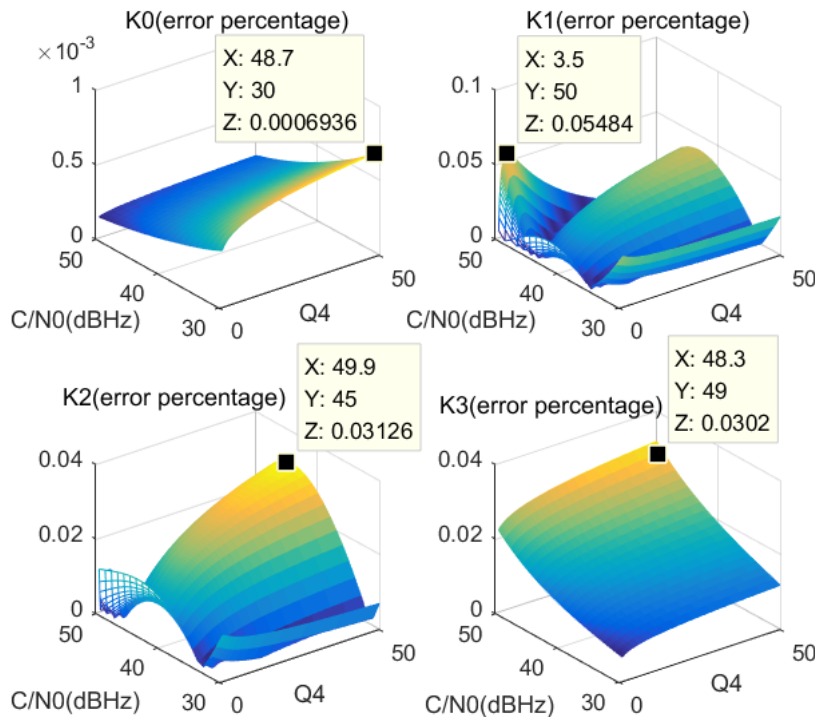 K0(error percentage)
× 10⁻³
X: 48.7
Y: 30
Z: 0.0006936
1
0.5
0
50
40
30
C/N0(dBHz)
0
Q4
50
K1(error percentage)
X: 3.5
Y: 50
Z: 0.05484
0.1
0.05
0
50
40
30
C/N0(dBHz)
0
Q4
50
K2(error percentage)
X: 49.9
Y: 45
Z: 0.03126
0.04
0.02
0
50
40
30
C/N0(dBHz)
0
Q4
50
K3(error percentage)
X: 48.3
Y: 49
Z: 0.0302
0.04
0.02
0
50
40
30
C/N0(dBHz)
0
Q4
50